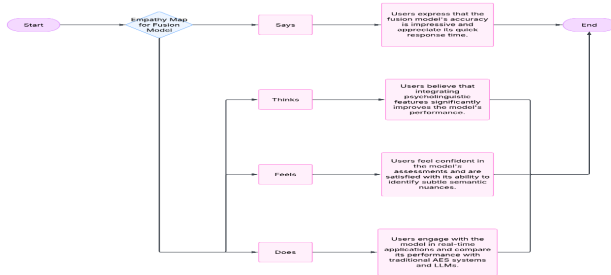 Start
Empathy Map
for Fusion
Model
Says
Users express that the
fusion model's accuracy
is impressive and
appreciate its quick
response time.
End
Thinks
Users believe that
integrating
psycholinguistic
features significantly
improves the model's
performance.
Feels
Users feel confident in
the model's
assessments and are
satisfied with its ability to
identify subtle semantic
nuances.
Does
Users engage with the
model in real-time
applications and compare
its performance with
traditional AES systems
and LLMs.